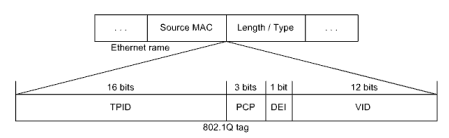 . . . Source MAC Length / Type . . .
Ethernet rame
16 bits 3 bits 1 bit 12 bits
TPID PCP DEI VID
802.1Q tag